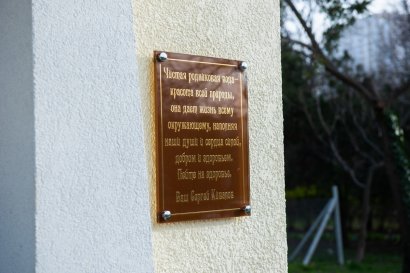 Чистая родниковая вода—
красота всей природы,
она дает жизнь всему
окружающему, наполняя
наши души и сердца силой,
добром и здоровьем.
Пейте на здоровье.
Ваш Сергей